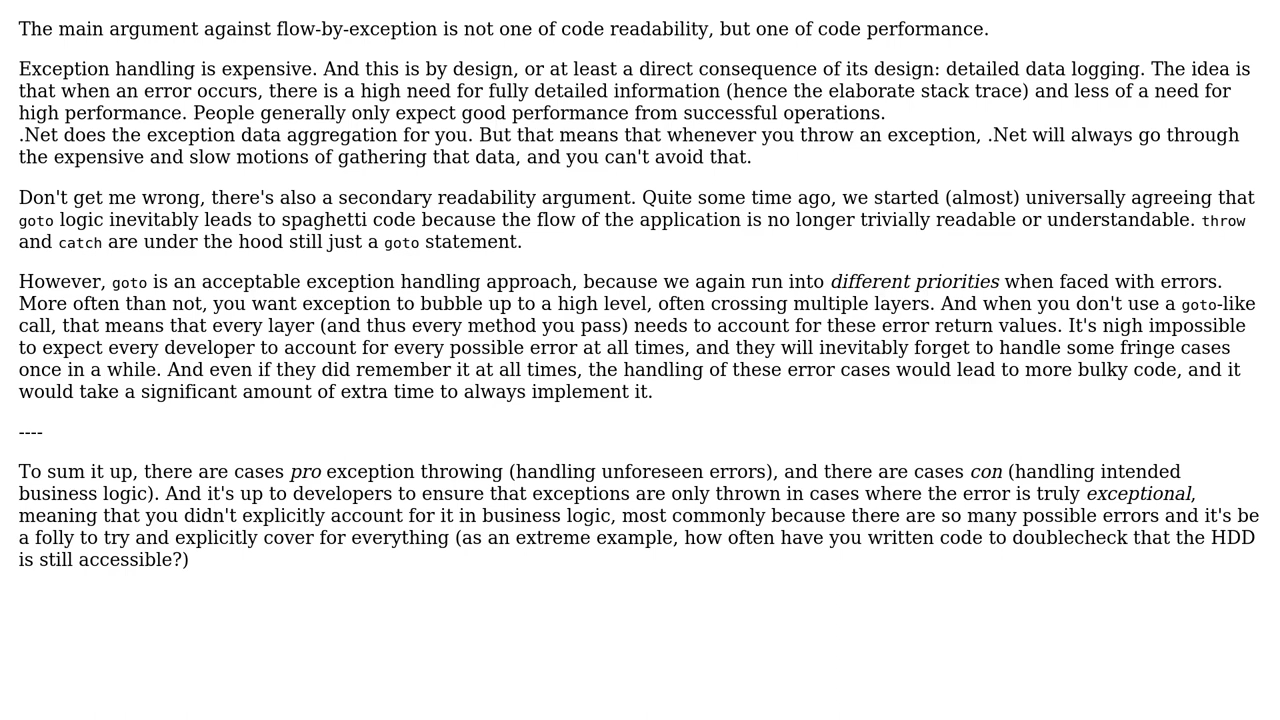 The main argument against flow-by-exception is not one of code readability, but one of code performance.
Exception handling is expensive. And this is by design, or at least a direct consequence of its design: detailed data logging. The idea is
that when an error occurs, there is a high need for fully detailed information (hence the elaborate stack trace) and less of a need for
high performance. People generally only expect good performance from successful operations.
.Net does the exception data aggregation for you. But that means that whenever you throw an exception, .Net will always go through
the expensive and slow motions of gathering that data, and you can't avoid that.
Don't get me wrong, there's also a secondary readability argument. Quite some time ago, we started (almost) universally agreeing that
goto logic inevitably leads to spaghetti code because the flow of the application is no longer trivially readable or understandable. throw
and catch are under the hood still just a goto statement.
However, goto is an acceptable exception handling approach, because we again run into different priorities when faced with errors.
More often than not, you want exception to bubble up to a high level, often crossing multiple layers. And when you don't use a goto-like
call, that means that every layer (and thus every method you pass) needs to account for these error return values. It's nigh impossible
to expect every developer to account for every possible error at all times, and they will inevitably forget to handle some fringe cases
once in a while. And even if they did remember it at all times, the handling of these error cases would lead to more bulky code, and it
would take a significant amount of extra time to always implement it.
----
To sum it up, there are cases pro exception throwing (handling unforeseen errors), and there are cases con (handling intended
business logic). And it's up to developers to ensure that exceptions are only thrown in cases where the error is truly exceptional,
meaning that you didn't explicitly account for it in business logic, most commonly because there are so many possible errors and it's be
a folly to try and explicitly cover for everything (as an extreme example, how often have you written code to doublecheck that the HDD
is still accessible?)